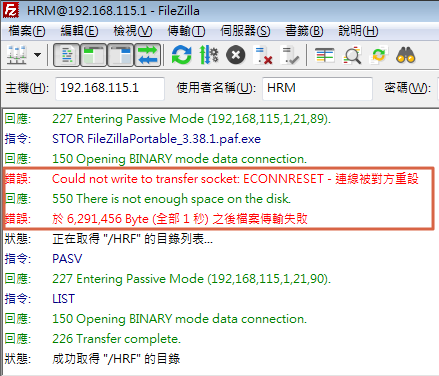 HRM@192.168.115.1 - FileZilla
檔案(F) 編輯(E) 檢視(V) 傳輸(T) 伺服器(S) 書籤(B) 說明(H)
主機(H): 192.168.115.1 使用者名稱(U): HRM 密碼(W):
回應: 227 Entering Passive Mode (192,168,115,1,21,89).
指令: STOR FileZillaPortable_3.38.1.paf.exe
回應: 150 Opening BINARY mode data connection.
錯誤: Could not write to transfer socket: ECONNRESET - 連線被對方重設
回應: 550 There is not enough space on the disk.
錯誤: 於 6,291,456 Byte (全部 1 秒) 之後檔案傳輸失敗
狀態: 正在取得 "/HRF" 的目錄列表...
指令: PASV
回應: 227 Entering Passive Mode (192,168,115,1,21,90).
指令: LIST
回應: 150 Opening BINARY mode data connection.
回應: 226 Transfer complete.
狀態: 成功取得 "/HRF" 的目錄